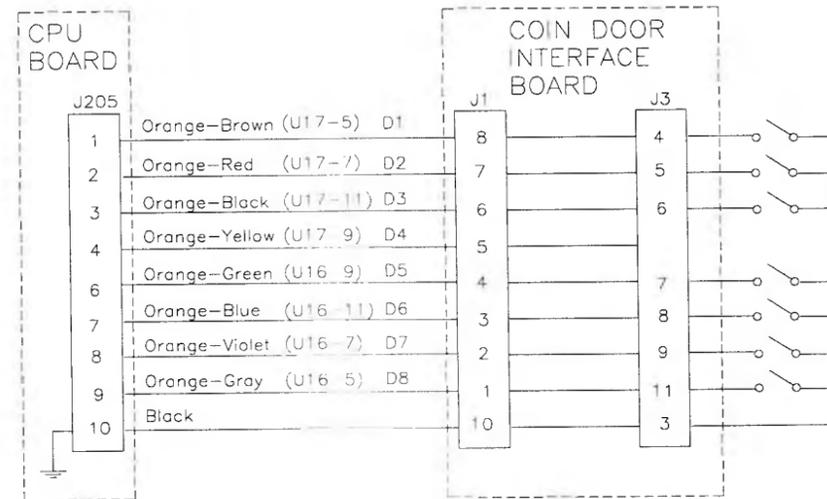 CPU
BOARD
COIN DOOR
INTERFACE
BOARD
J205
J1
J3
1 Orange-Brown (U17-5) D1 8 4
2 Orange-Red (U17-7) D2 7 5
3 Orange-Black (U17-11) D3 6 6
4 Orange-Yellow (U17 9) D4 5
6 Orange-Green (U16 9) D5 4 7
7 Orange-Blue (U16 11) D6 3 8
8 Orange-Violet (U16 7) D7 2 9
9 Orange-Gray (U16 5) D8 1 11
10 Black 10 3